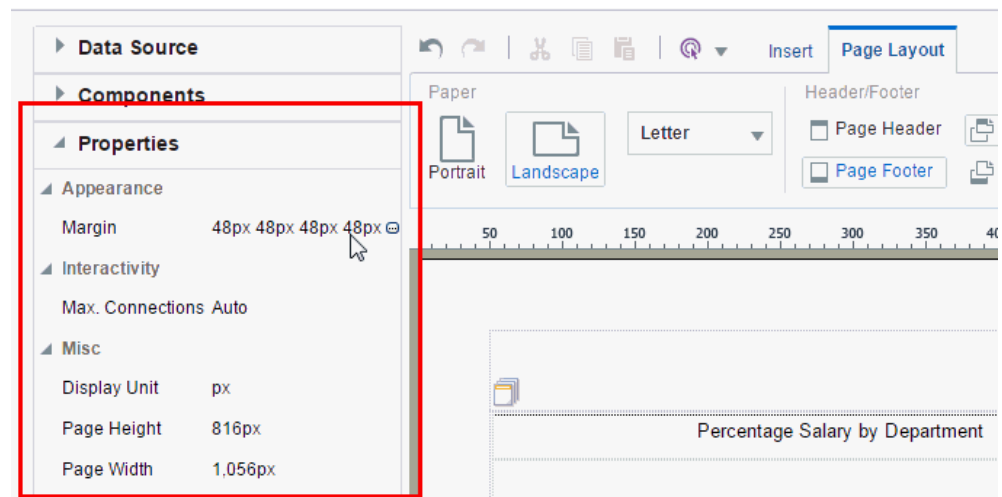 Data Source
Components
Properties
Appearance
Margin 48px 48px 48px 48px
Interactivity
Max. Connections Auto
Misc
Display Unit px
Page Height 816px
Page Width 1,056px
Insert Page Layout
Paper
Portrait Landscape Letter
Header/Footer
Page Header
Page Footer
50 100 150 200 250 300 350 40
Percentage Salary by Department